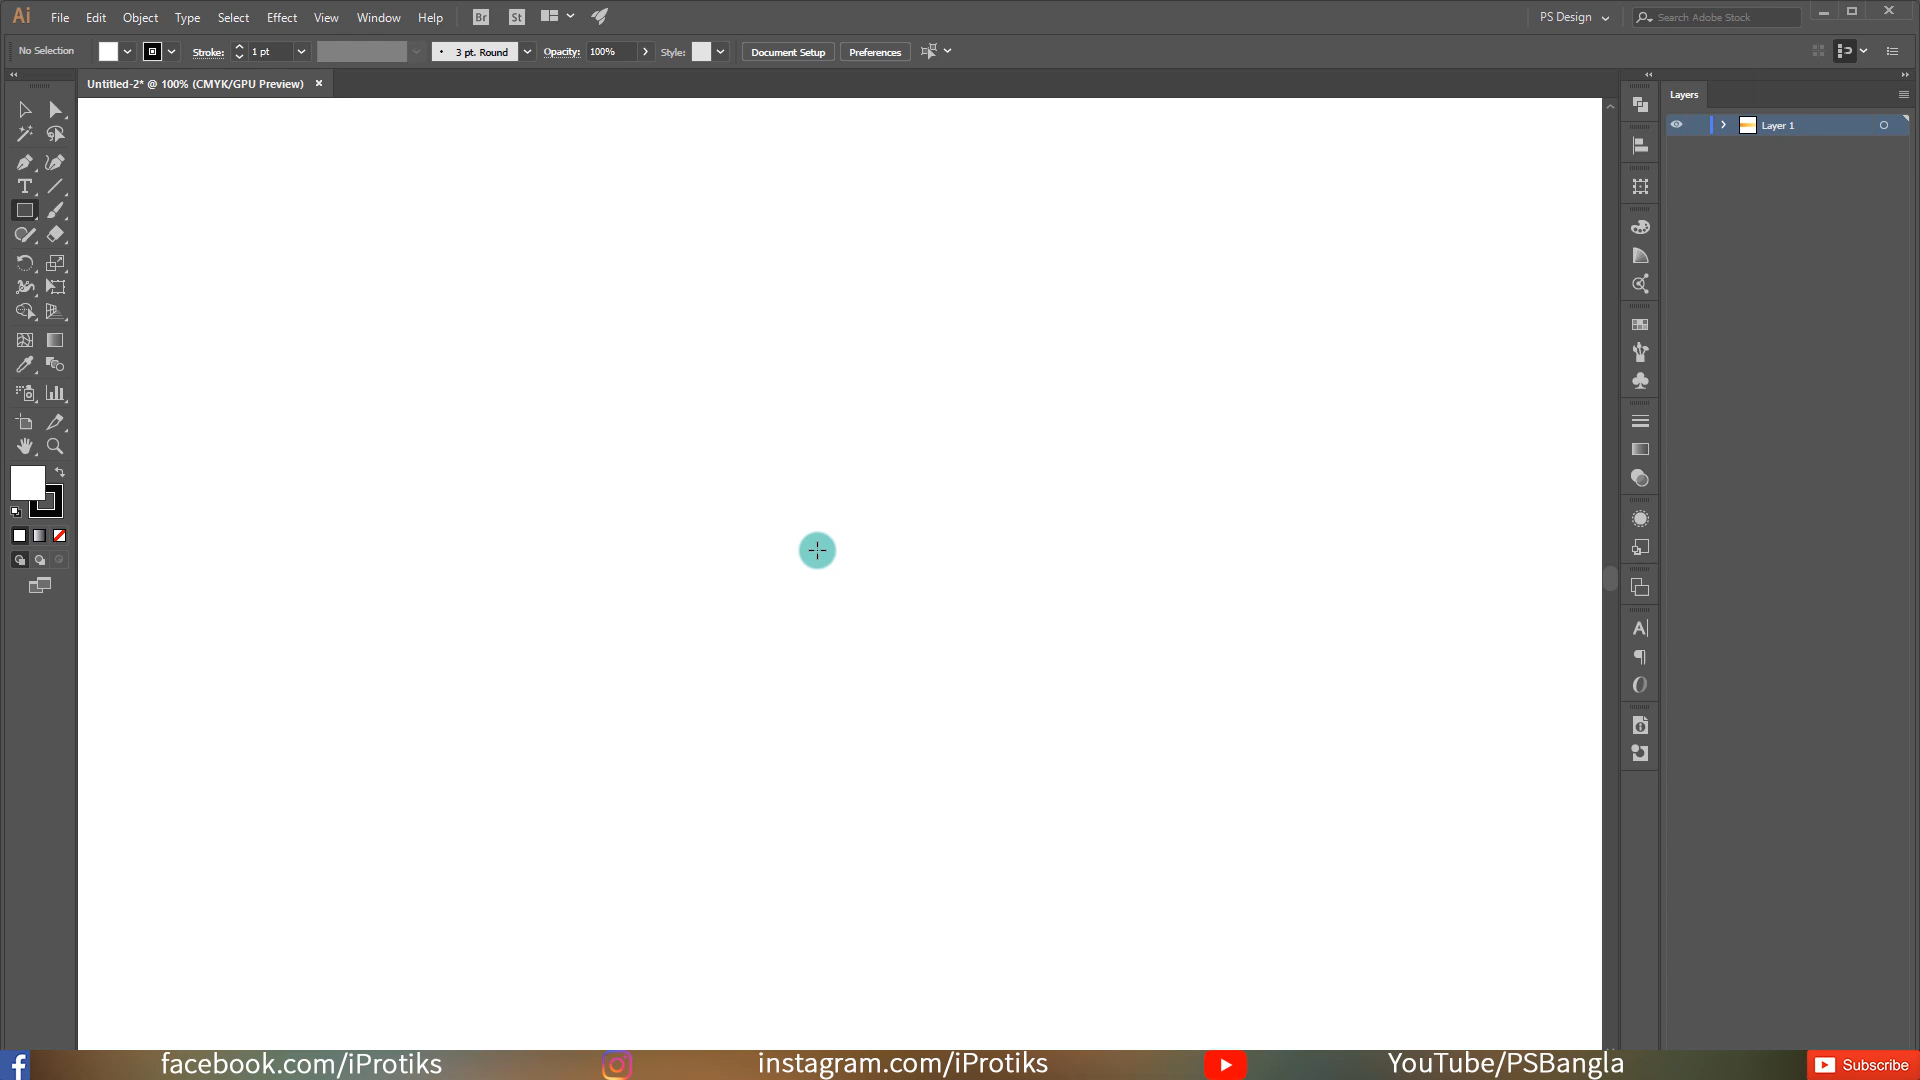 Ai File Edit Object Type Select Effect View Window Help Br St PS Design Search Adobe Stock
No Selection Stroke: 1 pt 3 pt. Round Opacity: 100% Style: Document Setup Preferences
Untitled-2* @ 100% (CMYK/GPU Preview)
Layers
Layer 1
facebook.com/iProtiks instagram.com/iProtiks YouTube/PSBangla Subscribe